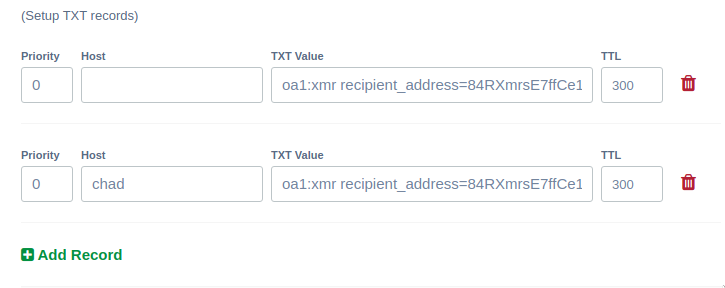 (Setup TXT records)
Priority Host TXT Value TTL
0 oa1:xmr recipient_address=84RXmrsE7ffCe1 300
Priority Host TXT Value TTL
0 chad oa1:xmr recipient_address=84RXmrsE7ffCe1 300
Add Record